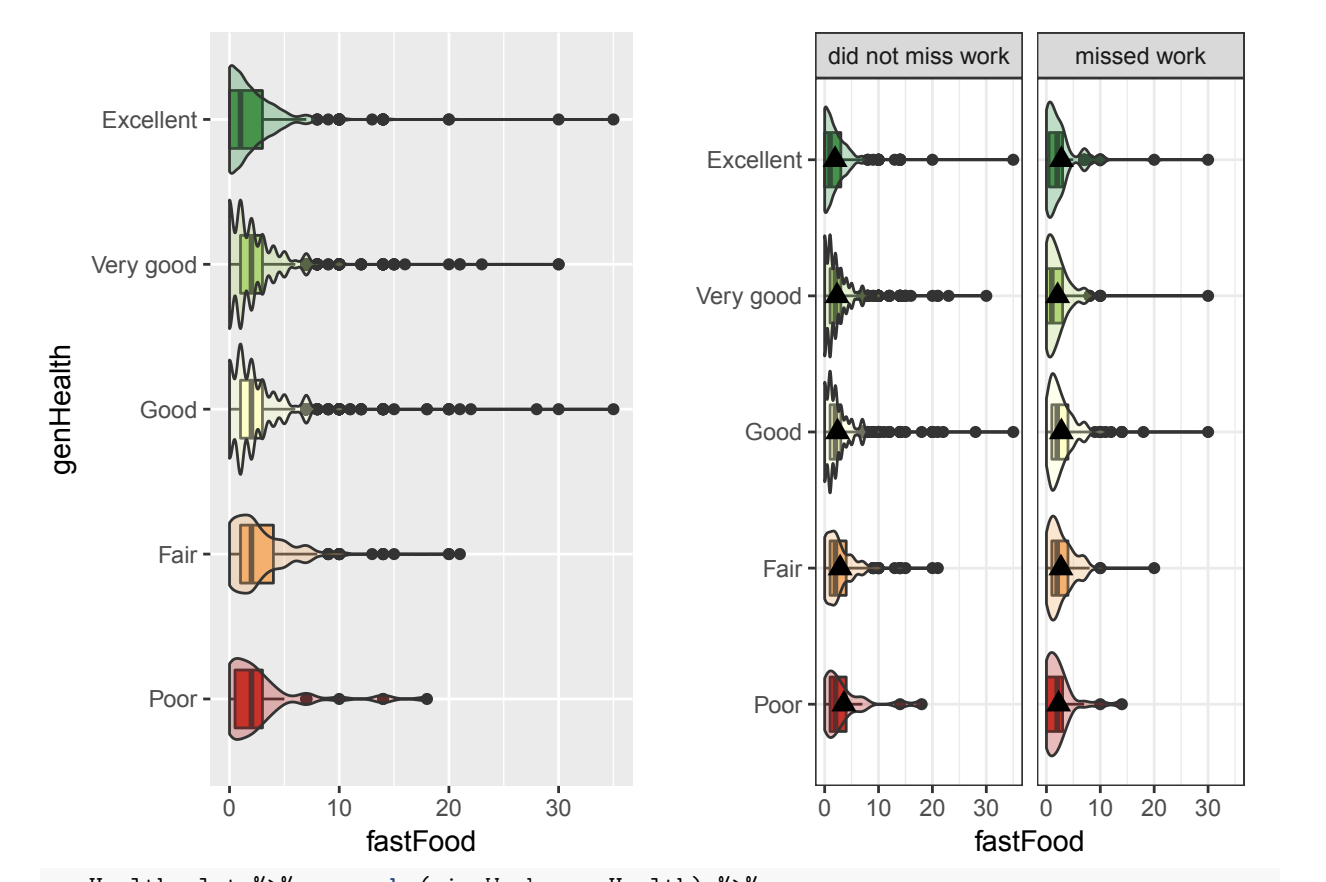 Excellent
Very good
Good
Fair
Poor
genHealth
0 10 20 30
fastFood
did not miss work
missed work
Excellent
Very good
Good
Fair
Poor
0 10 20 30
0 10 20 30
fastFood